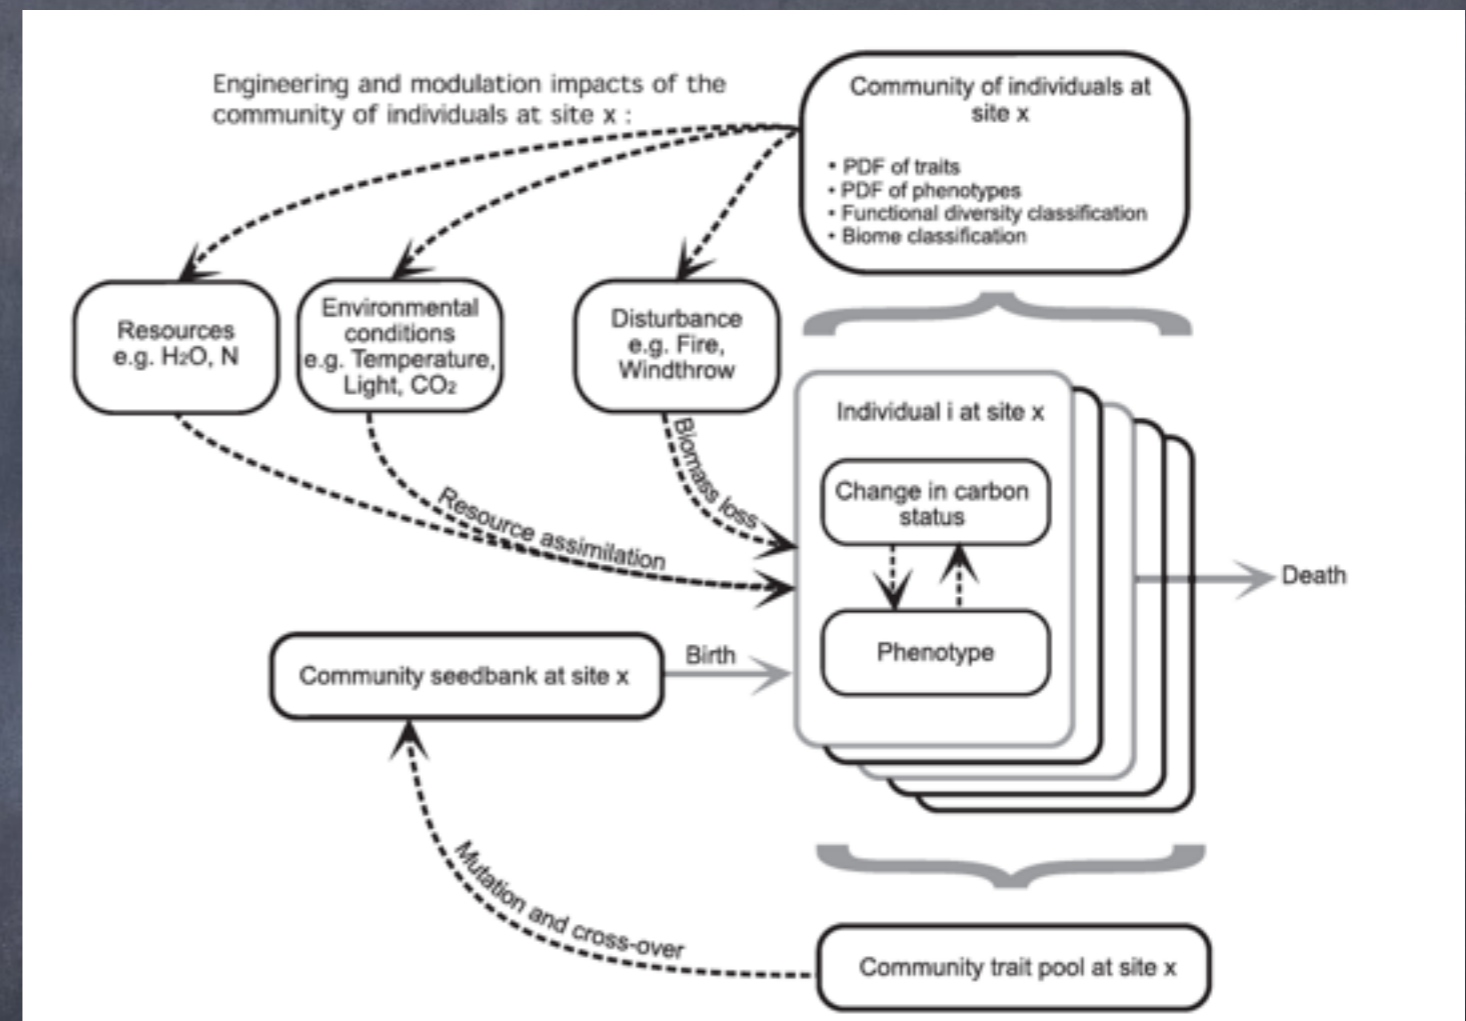 Engineering and modulation impacts of the
community of individuals at site x :
Community of individuals at
site x
• PDF of traits
• PDF of phenotypes
• Functional diversity classification
• Biome classification
Resources
e.g. H₂O, N
Environmental
conditions
e.g. Temperature,
Light, CO₂
Disturbance
e.g. Fire,
Windthrow
Individual i at site x
Biomass loss
Resource assimilation
Change in carbon
status
Death
Phenotype
Birth
Community seedbank at site x
Mutation and cross-over
Community trait pool at site x